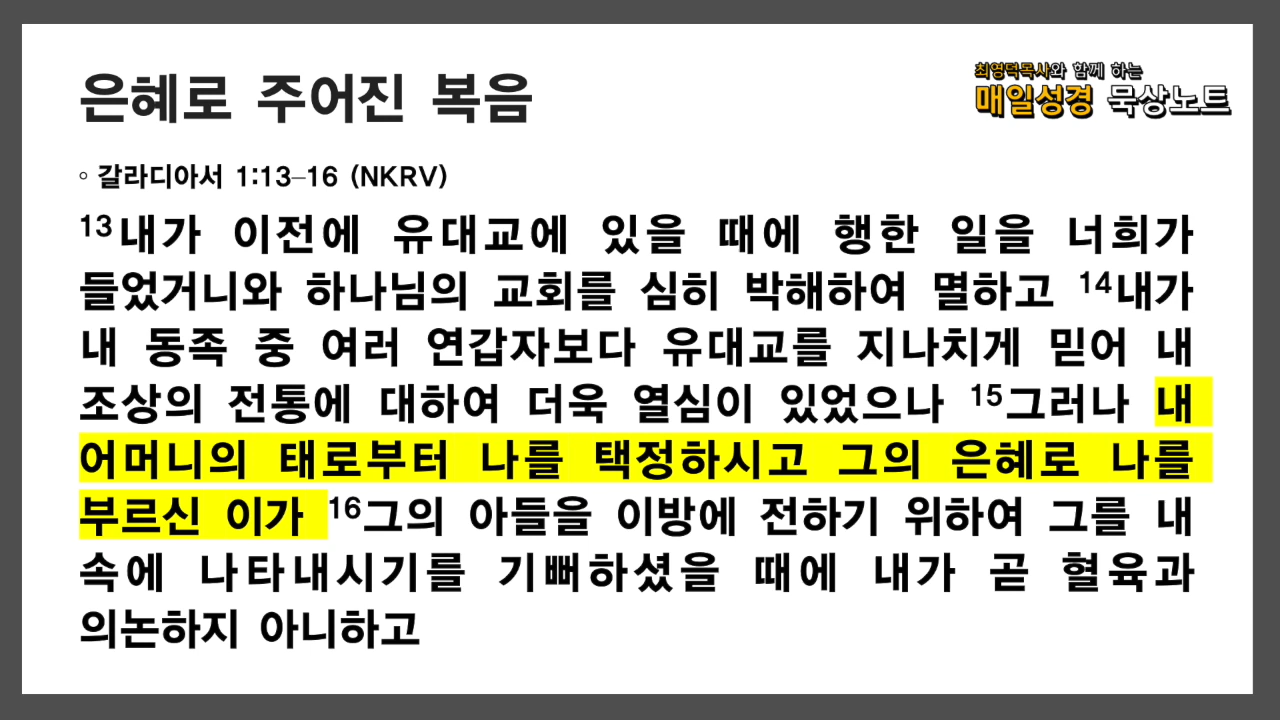 은혜로 주어진 복음
최영덕목사와 함께 하는
매일성경 묵상노트
◦ 갈라디아서 1:13–16 (NKRV)
¹³내가 이전에 유대교에 있을 때에 행한 일을 너희가
들었거니와 하나님의 교회를 심히 박해하여 멸하고 ¹⁴내가
내 동족 중 여러 연갑자보다 유대교를 지나치게 믿어 내
조상의 전통에 대하여 더욱 열심이 있었으나 ¹⁵그러나 내
어머니의 태로부터 나를 택정하시고 그의 은혜로 나를
부르신 이가 ¹⁶그의 아들을 이방에 전하기 위하여 그를 내
속에 나타내시기를 기뻐하셨을 때에 내가 곧 혈육과
의논하지 아니하고